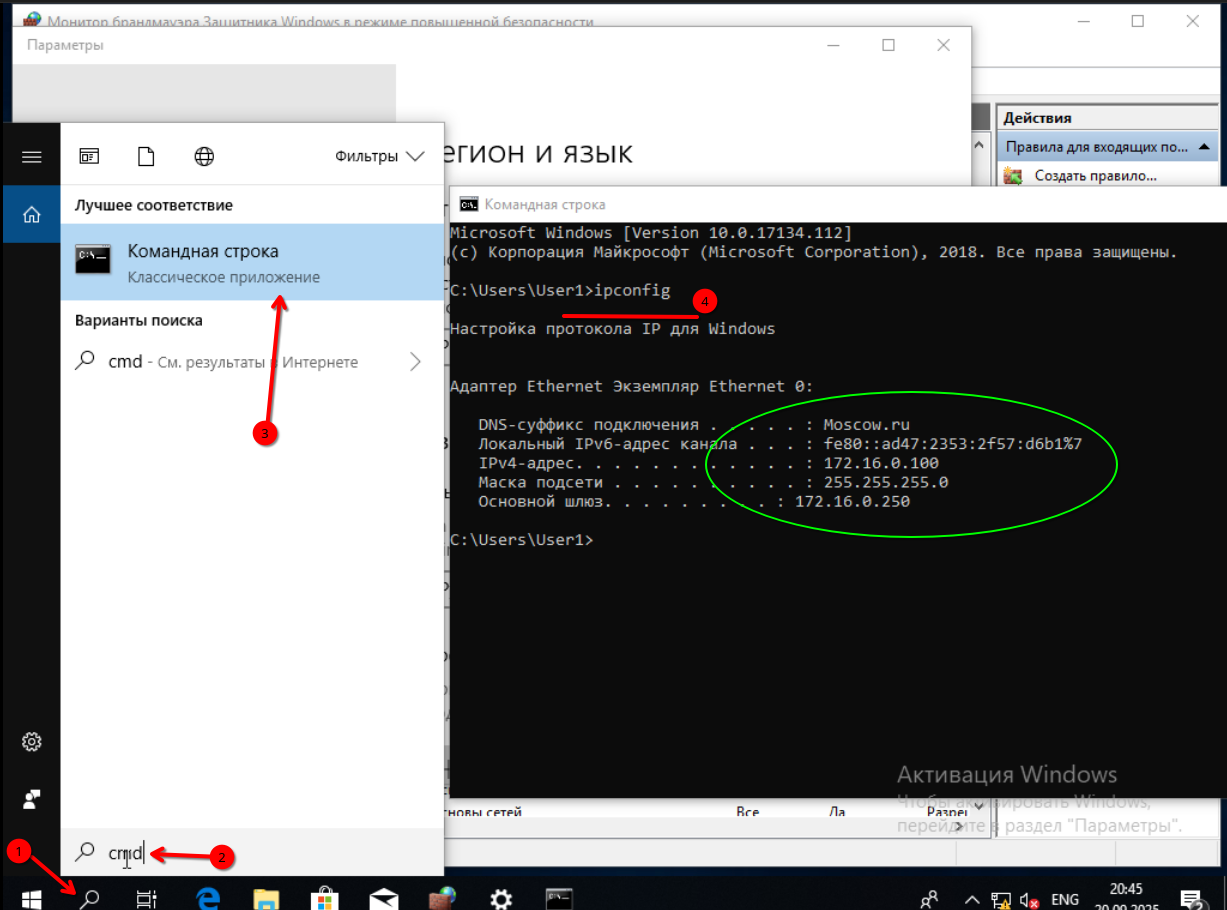 Монитор брандмауэра Защитника Windows в режиме повышенной безопасности
Параметры
Действия
Правила для входящих по...
Создать правило...
Фильтры
егион и язык
Лучшее соответствие
Командная строка
Классическое приложение
Варианты поиска
cmd - См. результаты в Интернете
3
Командная строка
Microsoft Windows [Version 10.0.17134.112]
(c) Корпорация Майкрософт (Microsoft Corporation), 2018. Все права защищены.
C:\Users\User1>ipconfig
4
Настройка протокола IP для Windows
Адаптер Ethernet Экземпляр Ethernet 0:
DNS-суффикс подключения . . . . . : Moscow.ru
Локальный IPv6-адрес канала . . . : fe80::ad47:2353:2f57:d6b1%7
IPv4-адрес. . . . . . . . . . . . : 172.16.0.100
Маска подсети . . . . . . . . . . : 255.255.255.0
Основной шлюз. . . . . . . . . : 172.16.0.250
C:\Users\User1>
Активация Windows
Чтобы активировать Windows,
перейдите в раздел "Параметры".
новы сетей Все Да Разрег
1
cmd
2
ENG
20:45
20.09.2025
2